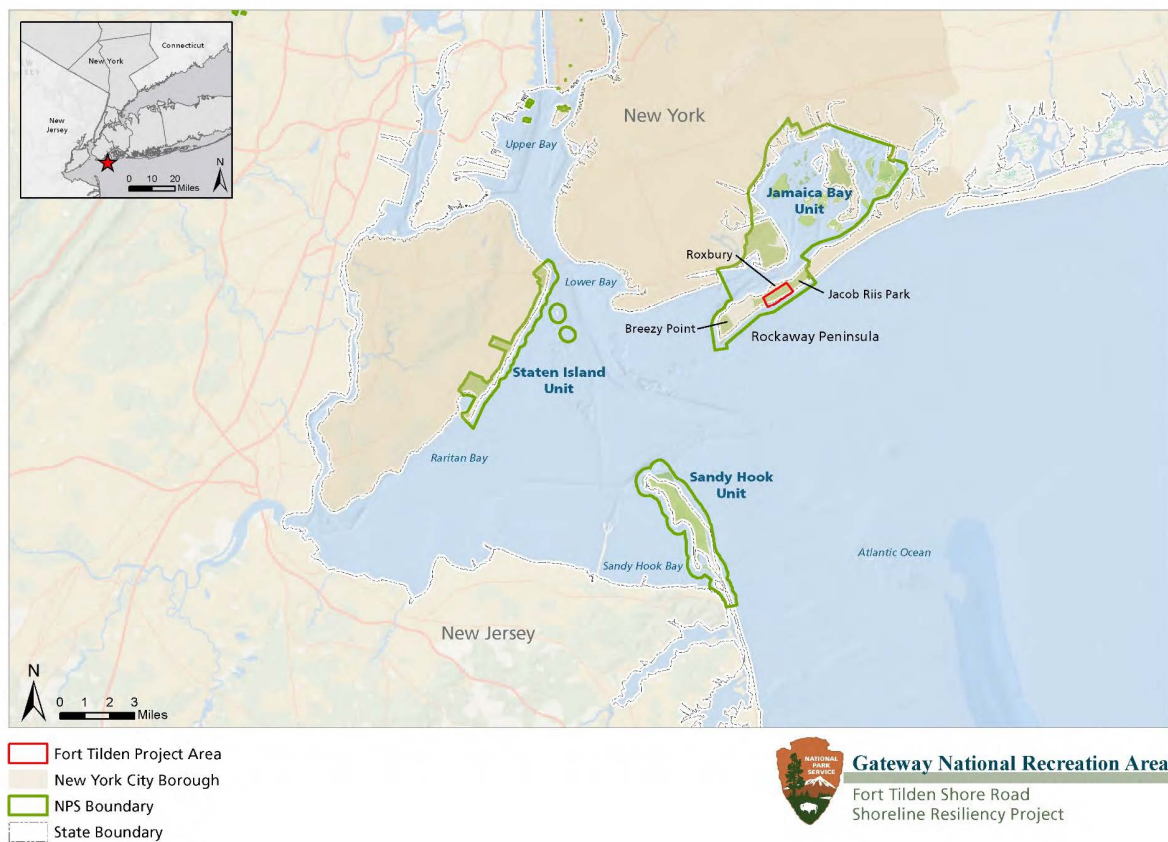 Connecticut
New York
New
Jersey
0 10 20
Miles
N
New York
Upper Bay
Jamaica Bay
Unit
Roxbury
Lower Bay
Jacob Riis Park
Breezy Point
Rockaway Peninsula
Staten Island
Unit
Raritan Bay
Sandy Hook
Unit
Atlantic Ocean
Sandy Hook Bay
New Jersey
N
0 1 2 3
Miles
Fort Tilden Project Area
New York City Borough
NPS Boundary
State Boundary
NATIONAL
PARK
SERVICE
Gateway National Recreation Area
Fort Tilden Shore Road
Shoreline Resiliency Project